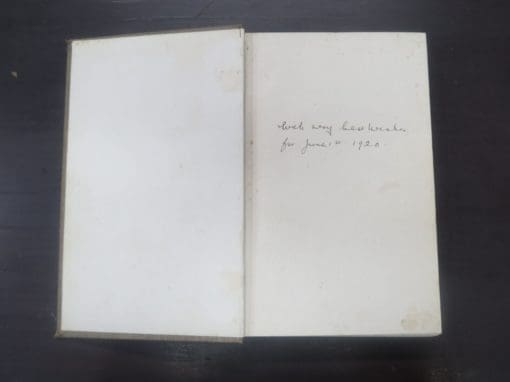 with very best wishes
for June 1st 1920.